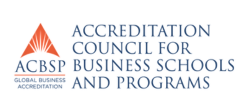 ACBSP
GLOBAL BUSINESS
ACCREDITATION
ACCREDITATION
COUNCIL FOR
BUSINESS SCHOOLS
AND PROGRAMS